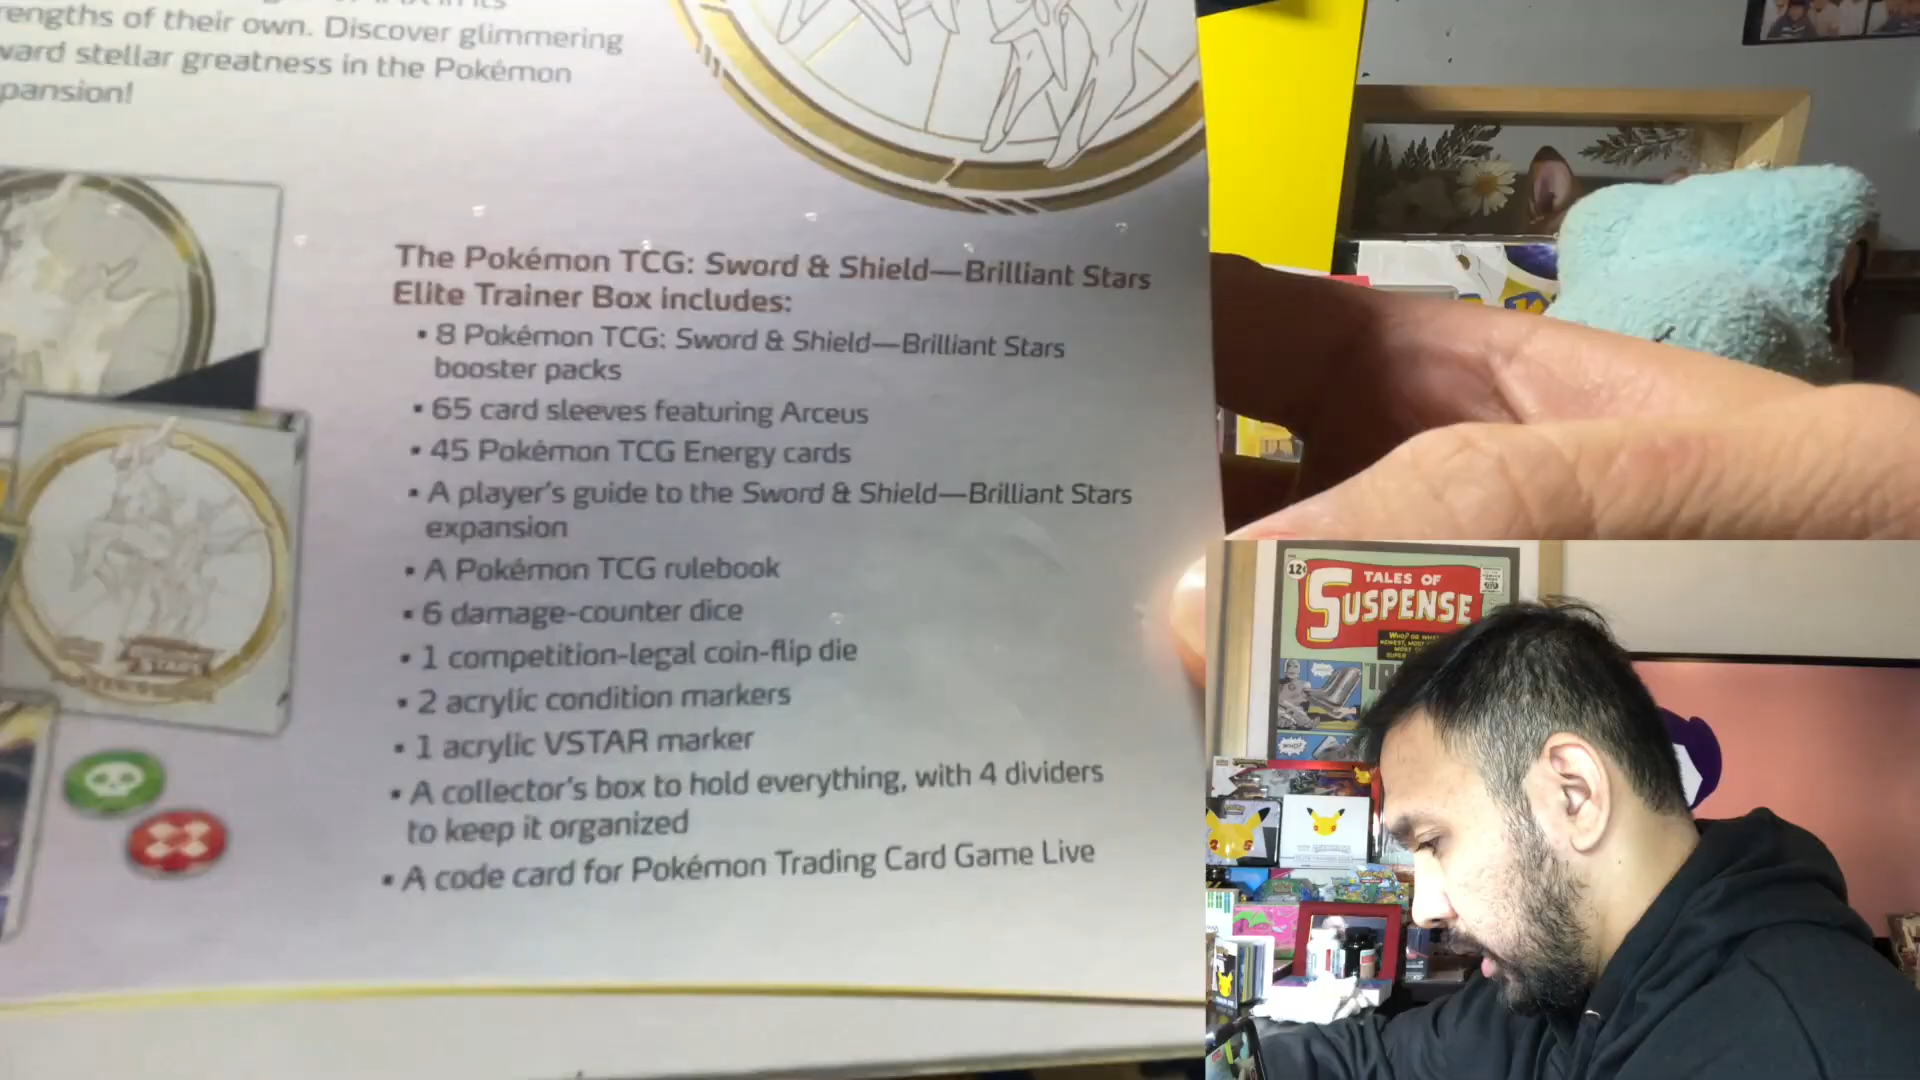 rengths of their own. Discover glimmering
ward stellar greatness in the Pokémon
pansion!
The Pokémon TCG: Sword & Shield—Brilliant Stars
Elite Trainer Box includes:
• 8 Pokémon TCG: Sword & Shield—Brilliant Stars
booster packs
• 65 card sleeves featuring Arceus
• 45 Pokémon TCG Energy cards
• A player's guide to the Sword & Shield—Brilliant Stars
expansion
• A Pokémon TCG rulebook
• 6 damage-counter dice
• 1 competition-legal coin-flip die
• 2 acrylic condition markers
• 1 acrylic VSTAR marker
• A collector's box to hold everything, with 4 dividers
to keep it organized
• A code card for Pokémon Trading Card Game Live
STARS
12¢
TALES OF
SUSPENSE
WHO?